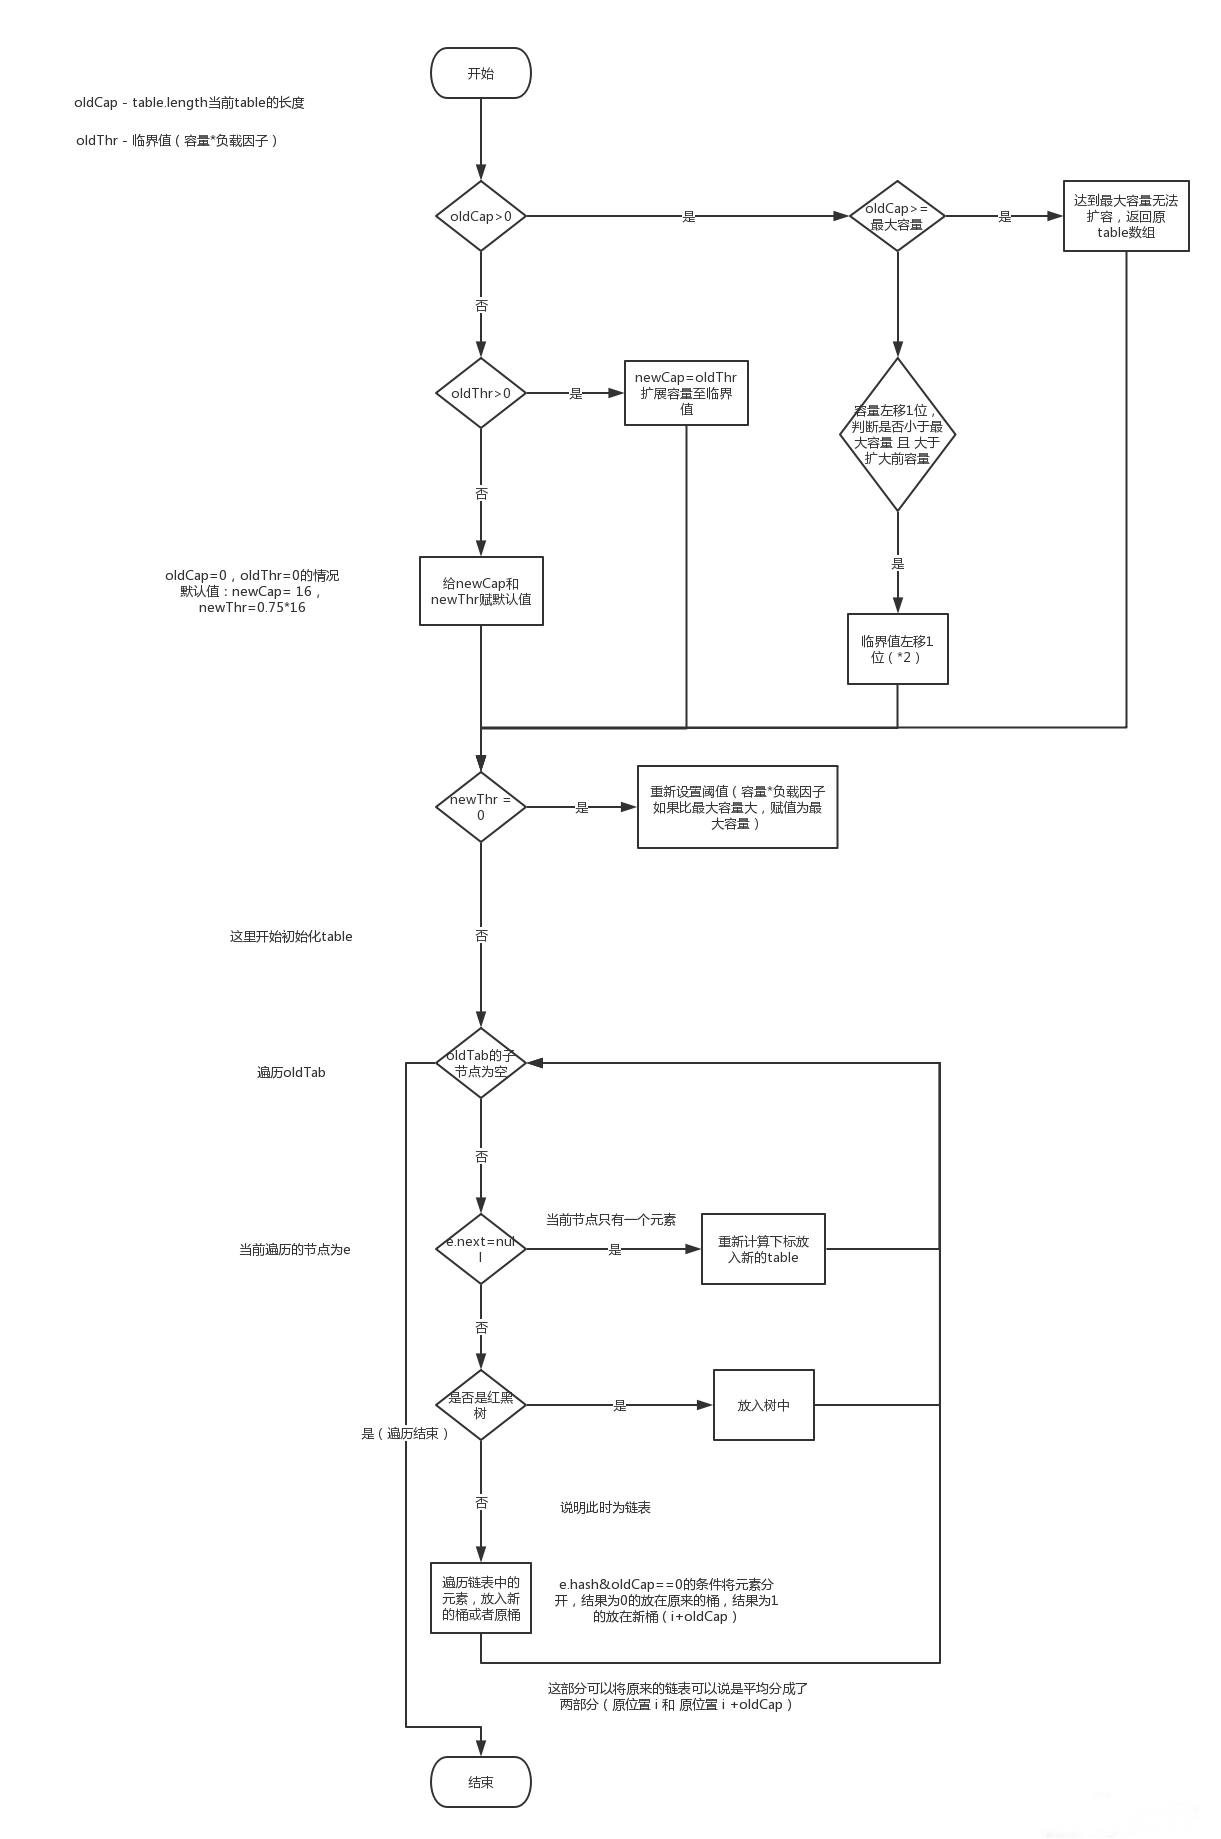 开始
oldCap - table.length当前table的长度
oldThr - 临界值（容量*负载因子）
oldCap>0
是
oldCap>=
最大容量
是
达到最大容量无法
扩容，返回原
table数组
否
oldThr>0
是
newCap=oldThr
扩展容量至临界
值
容量左移1位，
判断是否小于最
大容量 且 大于
扩大前容量
否
是
oldCap=0，oldThr=0的情况
默认值：newCap= 16，
newThr=0.75*16
给newCap和
newThr赋默认值
临界值左移1
位（*2）
newThr =
0
是
重新设置阈值（容量*负载因子
如果比最大容量大，赋值为最
大容量）
这里开始初始化table
否
遍历oldTab
oldTab的子
节点为空
否
当前节点只有一个元素
当前遍历的节点为e
e.next=nul
l
是
重新计算下标放
入新的table
否
是否是红黑
树
是
放入树中
是（遍历结束）
否
说明此时为链表
遍历链表中的
元素，放入新
的桶或者原桶
e.hash&oldCap==0的条件将元素分
开，结果为0的放在原来的桶，结果为1
的放在新桶（i+oldCap）
这部分可以将原来的链表可以说是平均分成了
两部分（原位置 i 和 原位置 i +oldCap）
结束